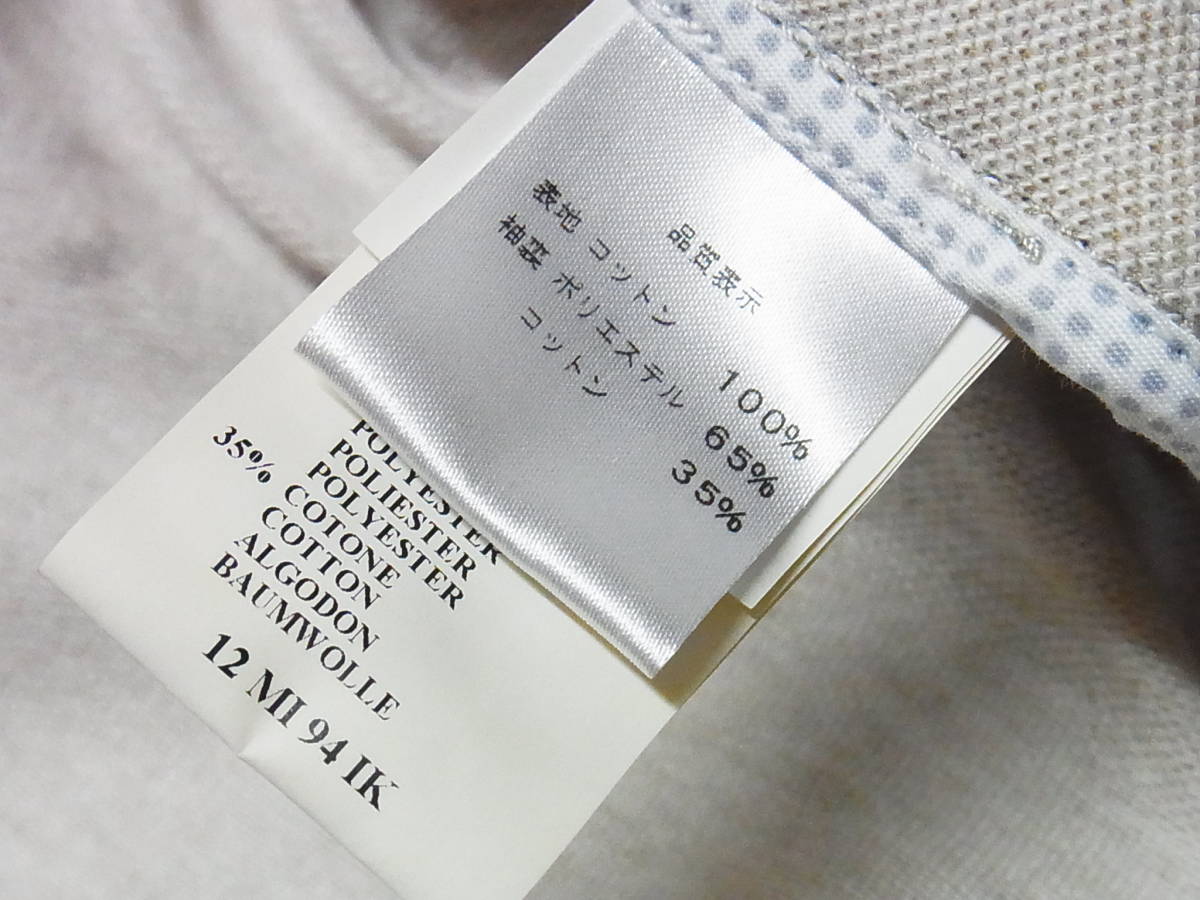 品質表示
表地 コットン 100%
袖裏 ポリエステル 65%
コットン 35%
POLYESTER
POLIESTER
POLYESTER
35% COTONE
COTTON
ALGODON
BAUMWOLLE
12 MI 94 IK